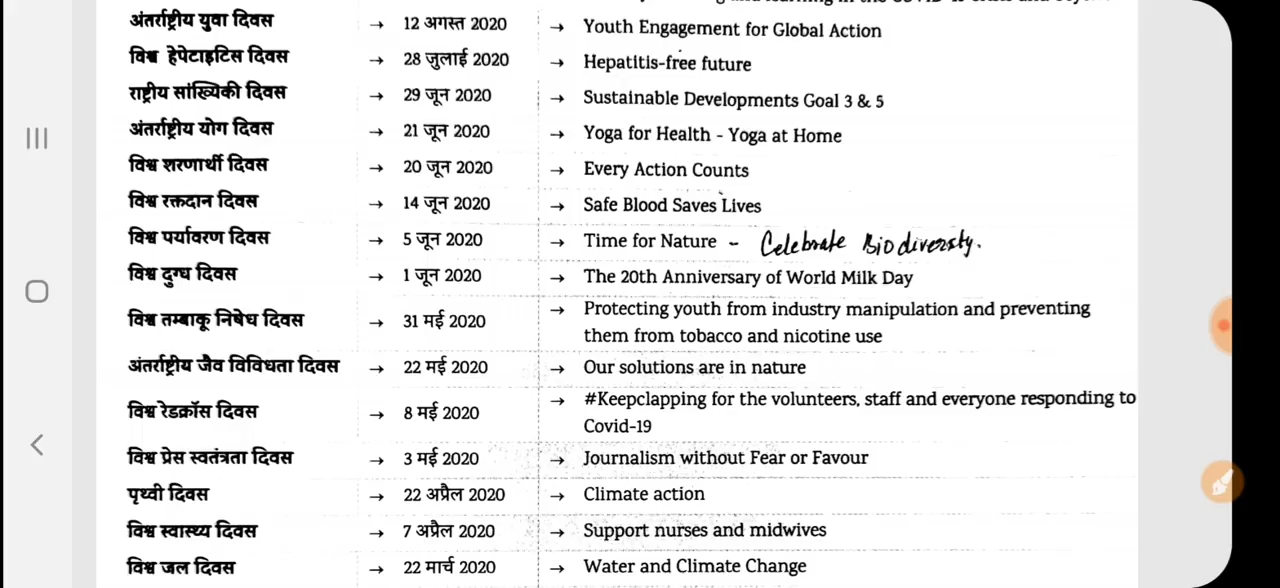 अंतर्राष्ट्रीय युवा दिवस → 12 अगस्त 2020 → Youth Engagement for Global Action
विश्व हेपेटाइटिस दिवस → 28 जुलाई 2020 → Hepatitis-free future
राष्ट्रीय सांख्यिकी दिवस → 29 जून 2020 → Sustainable Developments Goal 3 & 5
अंतर्राष्ट्रीय योग दिवस → 21 जून 2020 → Yoga for Health - Yoga at Home
विश्व शरणार्थी दिवस → 20 जून 2020 → Every Action Counts
विश्व रक्तदान दिवस → 14 जून 2020 → Safe Blood Saves Lives
विश्व पर्यावरण दिवस → 5 जून 2020 → Time for Nature - Celebrate Biodiversty.
विश्व दुग्ध दिवस → 1 जून 2020 → The 20th Anniversary of World Milk Day
विश्व तम्बाकू निषेध दिवस → 31 मई 2020 → Protecting youth from industry manipulation and preventing
them from tobacco and nicotine use
अंतर्राष्ट्रीय जैव विविधता दिवस → 22 मई 2020 → Our solutions are in nature
विश्व रेडक्रॉस दिवस → 8 मई 2020 → #Keepclapping for the volunteers, staff and everyone responding to
Covid-19
विश्व प्रेस स्वतंत्रता दिवस → 3 मई 2020 → Journalism without Fear or Favour
पृथ्वी दिवस → 22 अप्रैल 2020 → Climate action
विश्व स्वास्थ्य दिवस → 7 अप्रैल 2020 → Support nurses and midwives
विश्व जल दिवस → 22 मार्च 2020 → Water and Climate Change